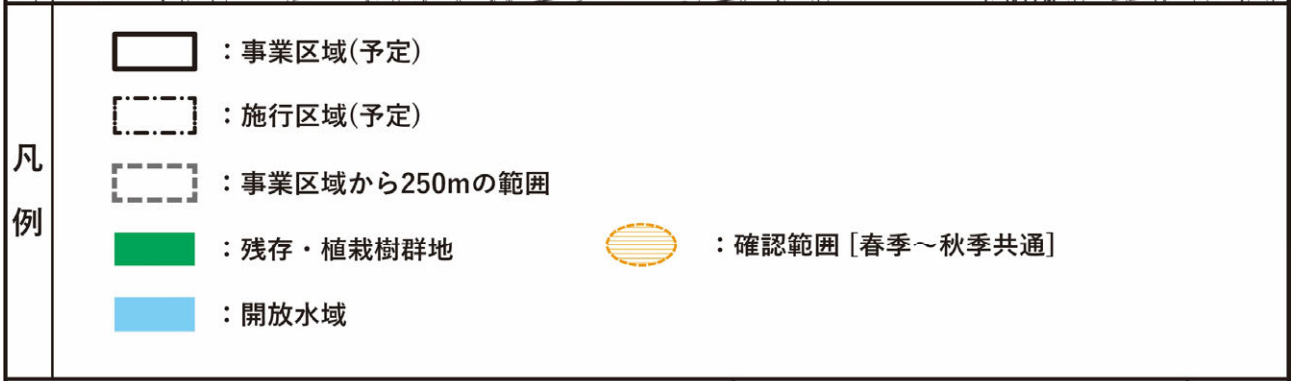 凡例
：事業区域(予定)
：施行区域(予定)
：事業区域から250mの範囲
：残存・植栽樹群地
：確認範囲 [春季～秋季共通]
：開放水域